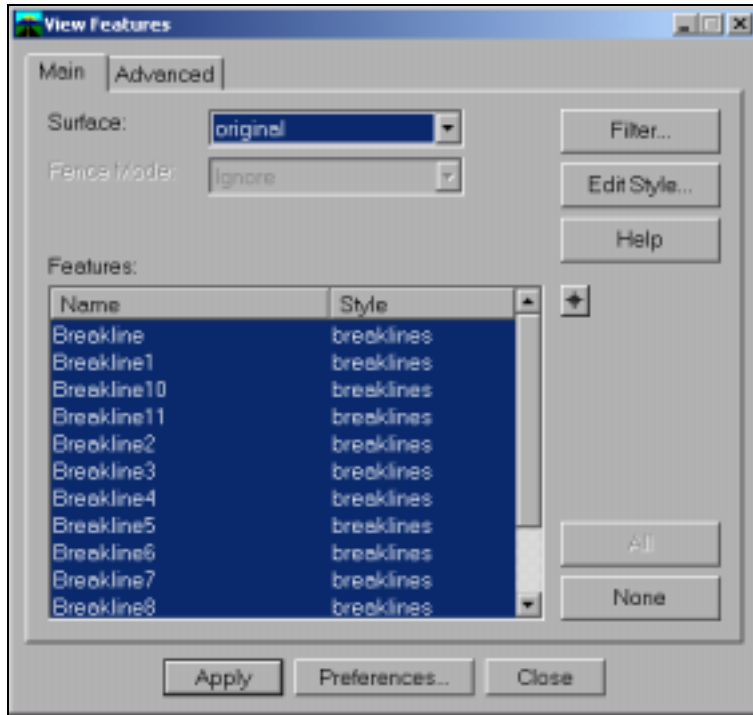 View Features
Main Advanced
Surface: original Filter...
Fence Mode: Ignore Edit Style...
Help
Features:
Name Style
Breakline breaklines
Breakline1 breaklines
Breakline10 breaklines
Breakline11 breaklines
Breakline2 breaklines
Breakline3 breaklines
Breakline4 breaklines
Breakline5 breaklines
Breakline6 breaklines All
Breakline7 breaklines
Breakline8 breaklines None
Apply Preferences... Close